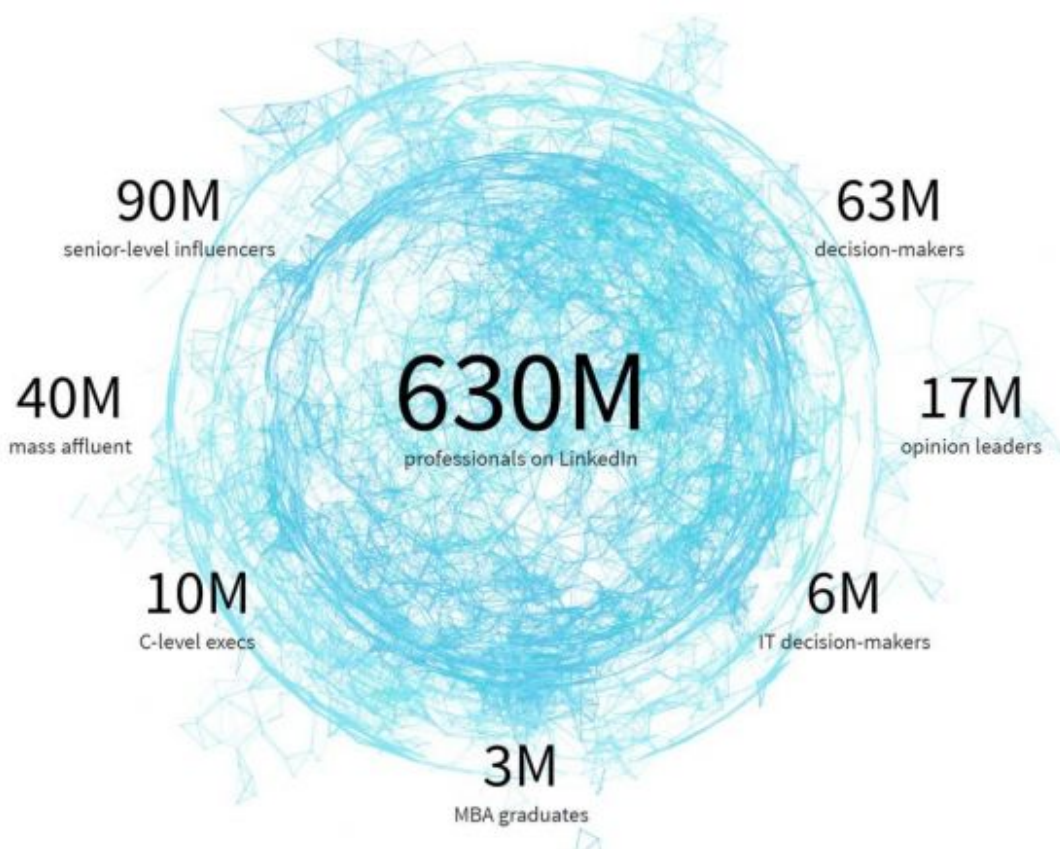 90M
senior-level influencers
63M
decision-makers
630M
professionals on LinkedIn
40M
mass affluent
17M
opinion leaders
10M
C-level execs
6M
IT decision-makers
3M
MBA graduates